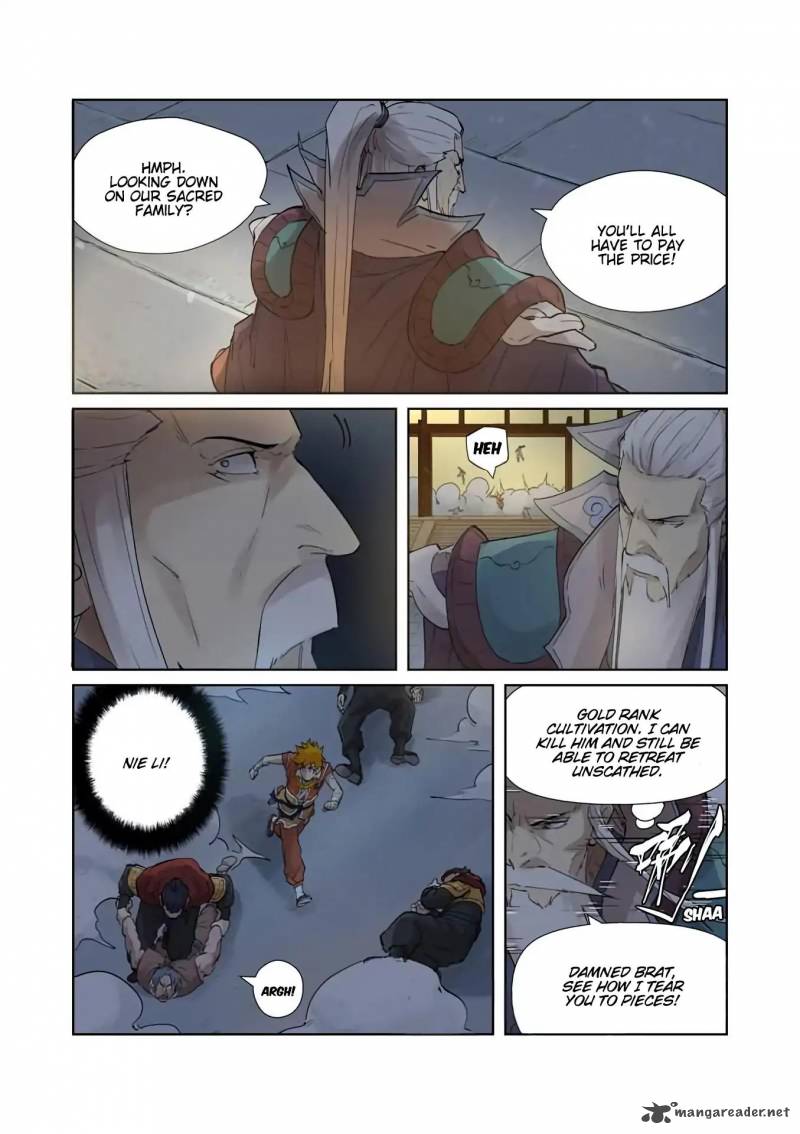 HMPH.
LOOKING DOWN
ON OUR SACRED
FAMILY?
YOU'LL ALL
HAVE TO PAY
THE PRICE!
HEH
NIE LI!
ARGH!
GOLD RANK
CULTIVATION. I CAN
KILL HIM AND STILL BE
ABLE TO RETREAT
UNSCATHED.
SHAA
DAMNED BRAT,
SEE HOW I TEAR
YOU TO PIECES!
mangareader.net